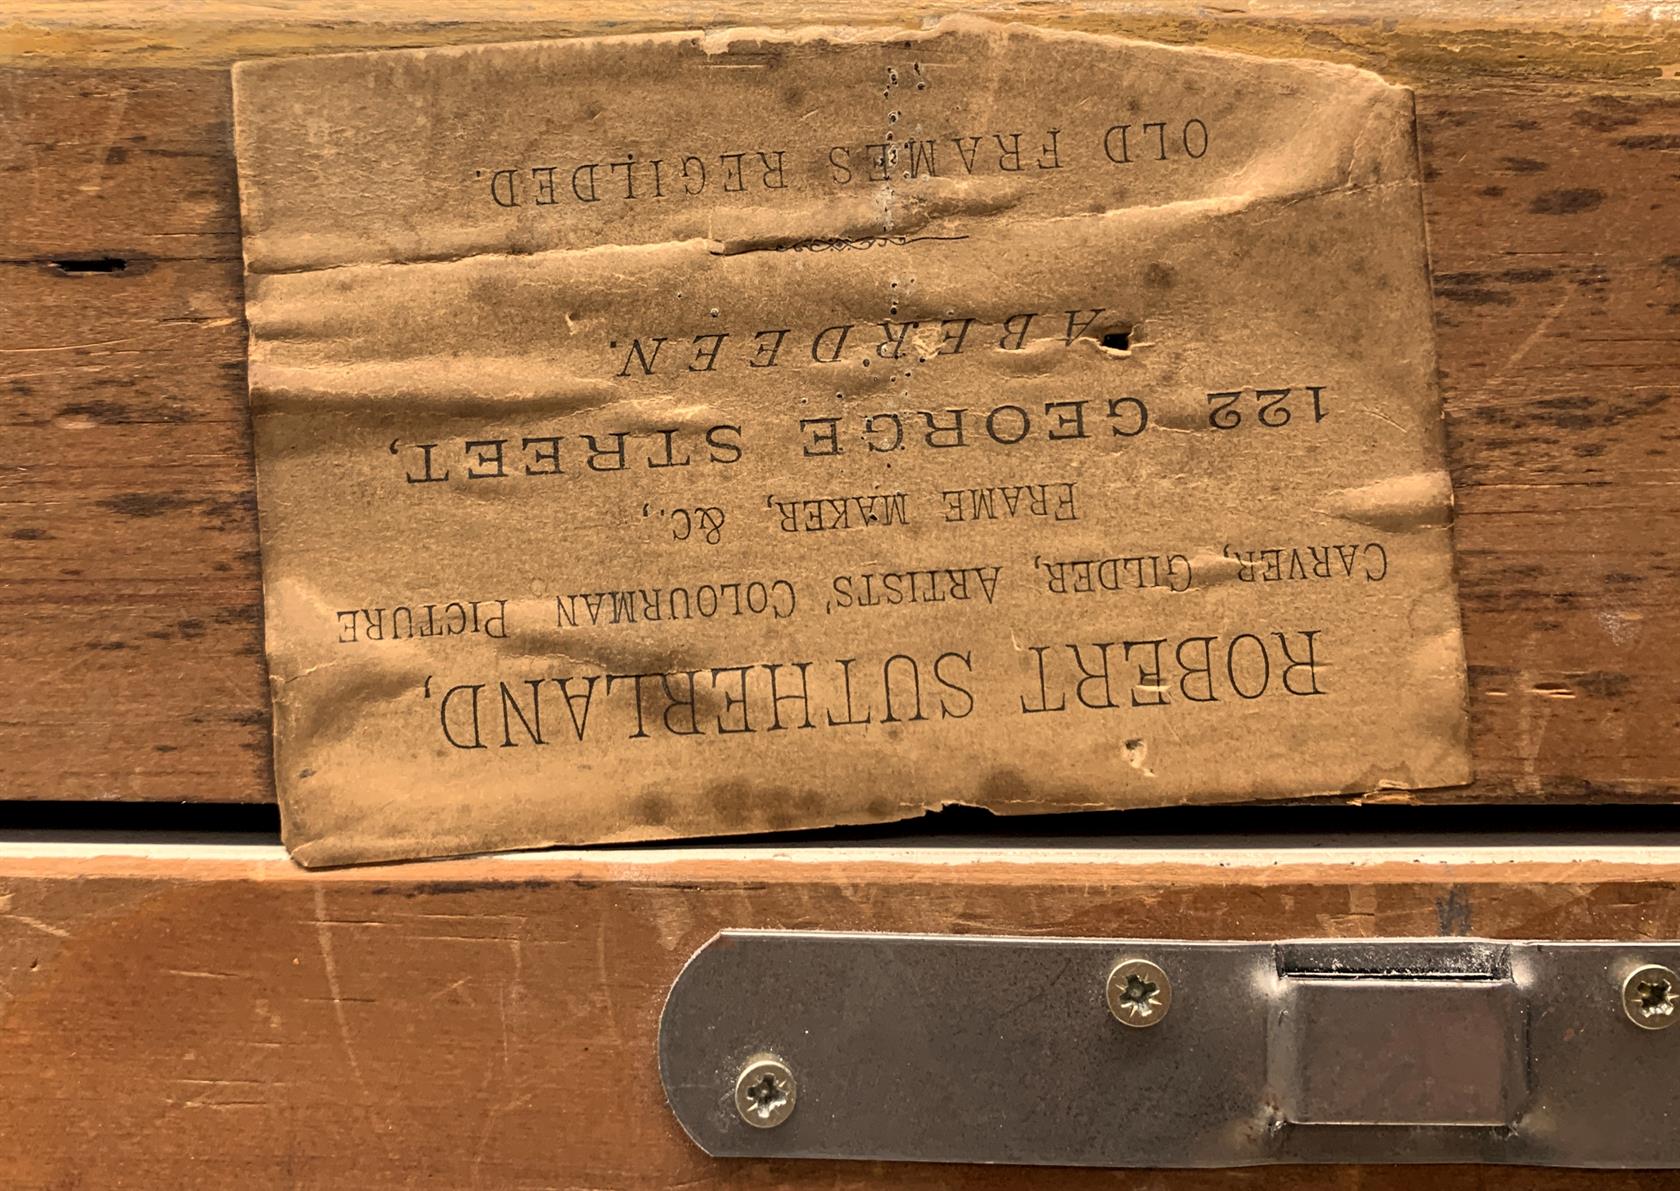 ROBERT SUTHERLAND,
CARVER, GILDER, ARTISTS' COLOURMAN PICTURE
FRAME MAKER, &C.,
122 GEORGE STREET,
ABERDEEN.
OLD FRAMES REGILDED.